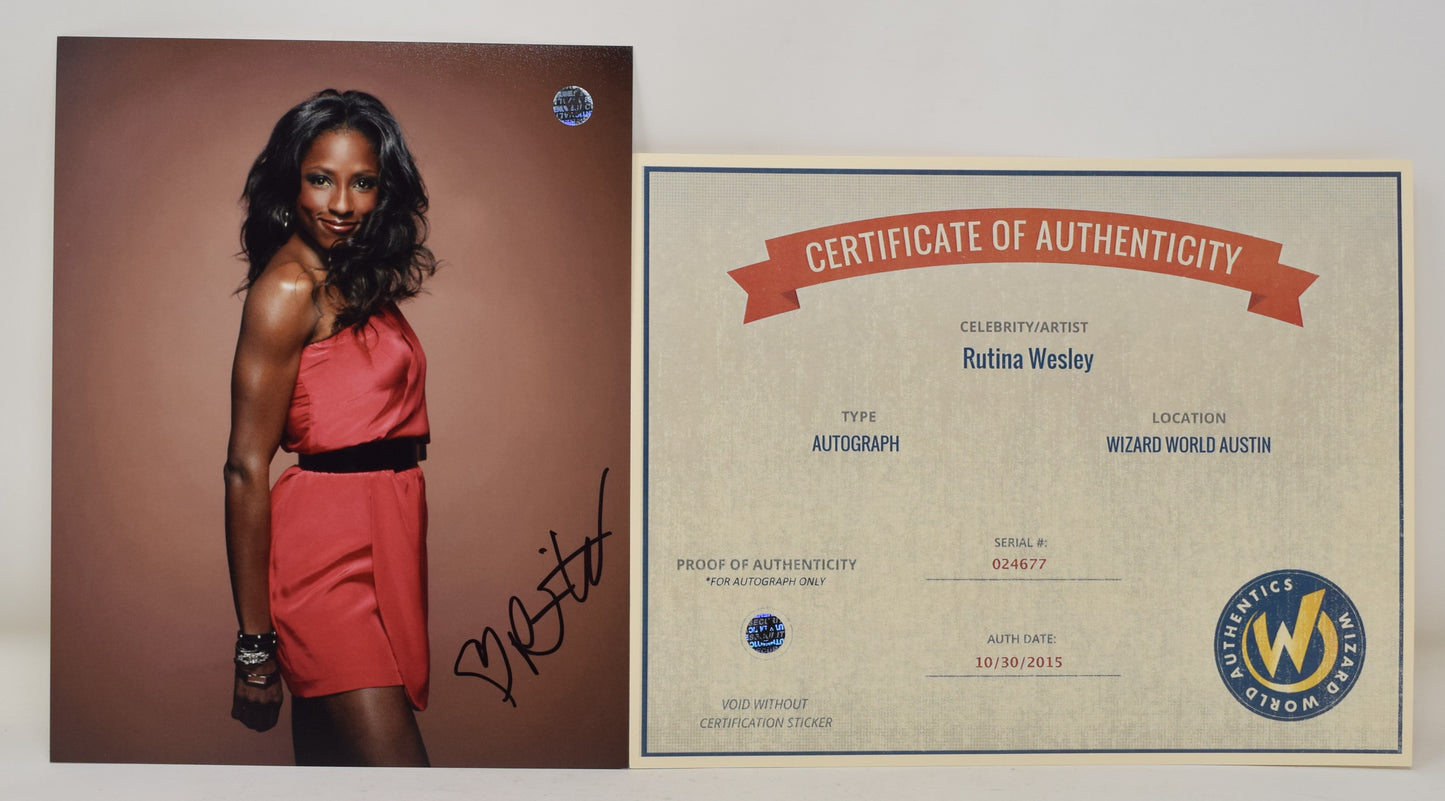 CERTIFICATE OF AUTHENTICITY
CELEBRITY/ARTIST
Rutina Wesley
TYPE
AUTOGRAPH
LOCATION
WIZARD WORLD AUSTIN
SERIAL #:
024677
PROOF OF AUTHENTICITY
*FOR AUTOGRAPH ONLY
AUTH DATE:
10/30/2015
VOID WITHOUT
CERTIFICATION STICKER
WIZARD WORLD AUTHENTICS
W